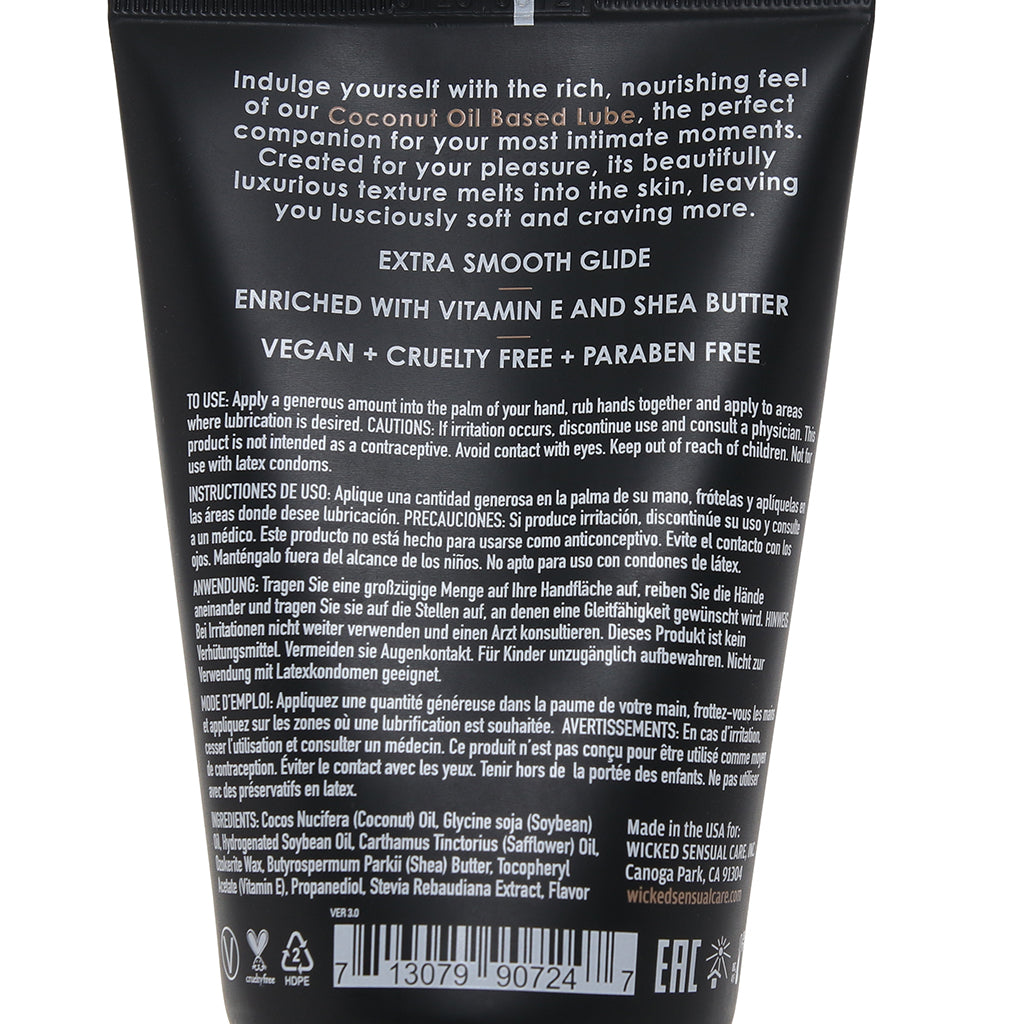 Indulge yourself with the rich, nourishing feel
of our Coconut Oil Based Lube, the perfect
companion for your most intimate moments.
Created for your pleasure, its beautifully
luxurious texture melts into the skin, leaving
you lusciously soft and craving more.
EXTRA SMOOTH GLIDE
ENRICHED WITH VITAMIN E AND SHEA BUTTER
VEGAN + CRUELTY FREE + PARABEN FREE
TO USE: Apply a generous amount into the palm of your hand, rub hands together and apply to areas
where lubrication is desired. CAUTIONS: If irritation occurs, discontinue use and consult a physician. This
product is not intended as a contraceptive. Avoid contact with eyes. Keep out of reach of children. Not for
use with latex condoms.
INSTRUCTIONES DE USO: Aplique una cantidad generosa en la palma de su mano, frótelas y aplíquelas en
las áreas donde desee lubricación. PRECAUCIONES: Si produce irritación, discontinúe su uso y consulte
a un médico. Este producto no está hecho para usarse como anticonceptivo. Evite el contacto con los
ojos. Manténgalo fuera del alcance de los niños. No apto para uso con condones de látex.
ANWENDUNG: Tragen Sie eine großzügige Menge auf Ihre Handfläche auf, reiben Sie die Hände
aneinander und tragen Sie sie auf die Stellen auf, an denen eine Gleitfähigkeit gewünscht wird. HINWEIS:
Bei Irritationen nicht weiter verwenden und einen Arzt konsultieren. Dieses Produkt ist kein
Verhütungsmittel. Vermeiden sie Augenkontakt. Für Kinder unzugänglich aufbewahren. Nicht zur
Verwendung mit Latexkondomen geeignet.
MODE D'EMPLOI: Appliquez une quantité généreuse dans la paume de votre main, frottez-vous les mains
et appliquez sur les zones où une lubrification est souhaitée. AVERTISSEMENTS: En cas d'irritation,
cesser l'utilisation et consulter un médecin. Ce produit n'est pas conçu pour être utilisé comme moyen
de contraception. Éviter le contact avec les yeux. Tenir hors de la portée des enfants. Ne pas utiliser
avec des préservatifs en latex.
INGREDIENTS: Cocos Nucifera (Coconut) Oil, Glycine soja (Soybean)
Oil, Hydrogenated Soybean Oil, Carthamus Tinctorius (Safflower) Oil,
Ozokerite Wax, Butyrospermum Parkii (Shea) Butter, Tocopheryl
Acetate (Vitamin E), Propanediol, Stevia Rebaudiana Extract, Flavor
Made in the USA for:
WICKED SENSUAL CARE, INC
Canoga Park, CA 91304
wickedsensualcare.com
VER 3.0
V
crueltyfree
2
HDPE
7 13079 90724 7
EAC